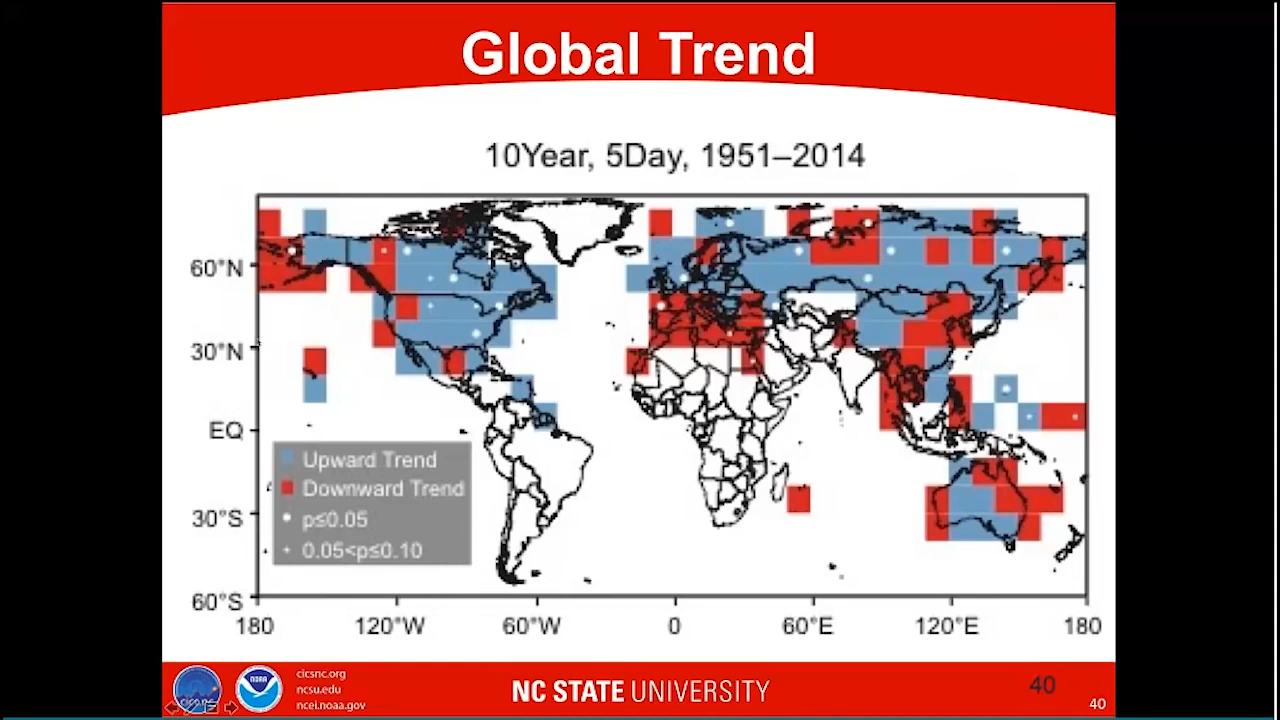 Global Trend
10Year, 5Day, 1951–2014
60°N
30°N
EQ
30°S
60°S
Upward Trend
Downward Trend
p≤0.05
0.05<p≤0.10
180 120°W 60°W 0 60°E 120°E 180
cicsnc.org
ncsu.edu
ncei.noaa.gov
NOAA
NC STATE UNIVERSITY
40
40